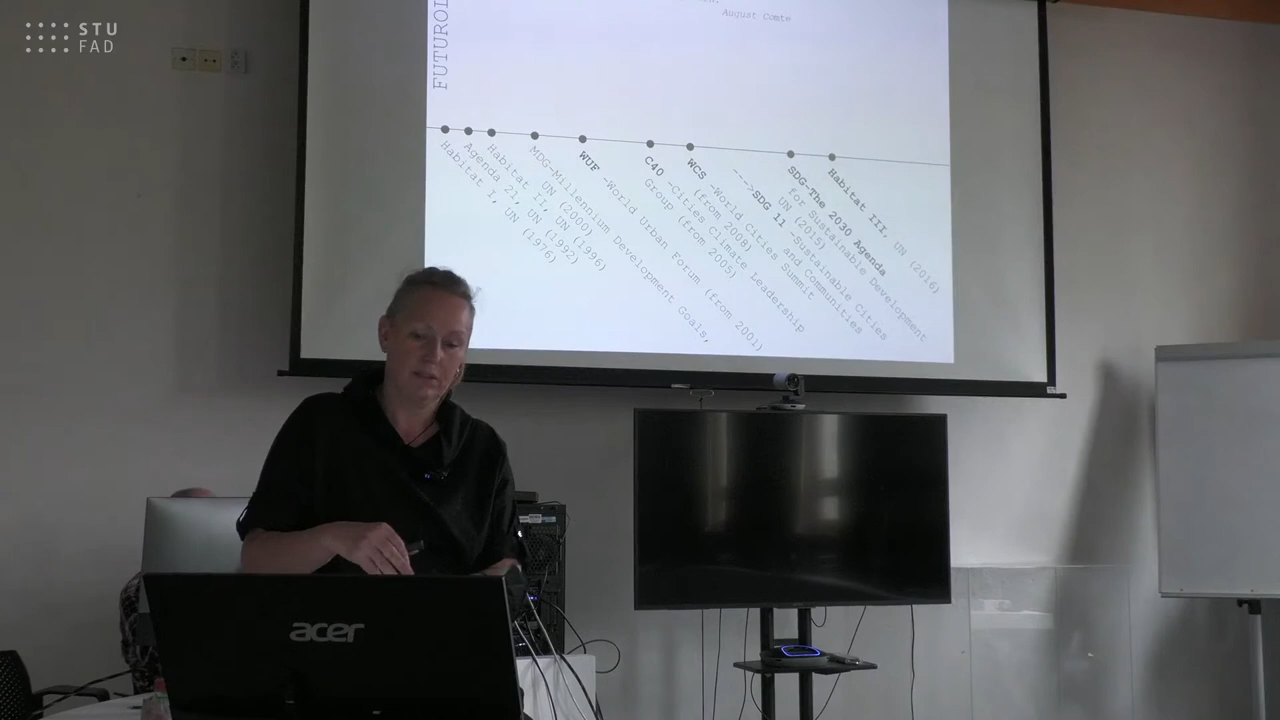 STU
FAD
August Comte
FUTUROL
Habitat I, UN
(1976)
Agenda 21, UN
(1992)
Habitat II, UN
(1996)
MDG-Millennium Development Goals,
UN (2000)
WUF -World Urban Forum (from 2001)
C40 -Cities Climate Leadership
Group (from 2005)
WCS -World Cities Summit
(from 2008)
---->SDG 11 -Sustainable Cities
and Communities
SDG-The 2030 Agenda
for Sustainable Development
UN (2015)
Habitat III, UN (2016)
acer